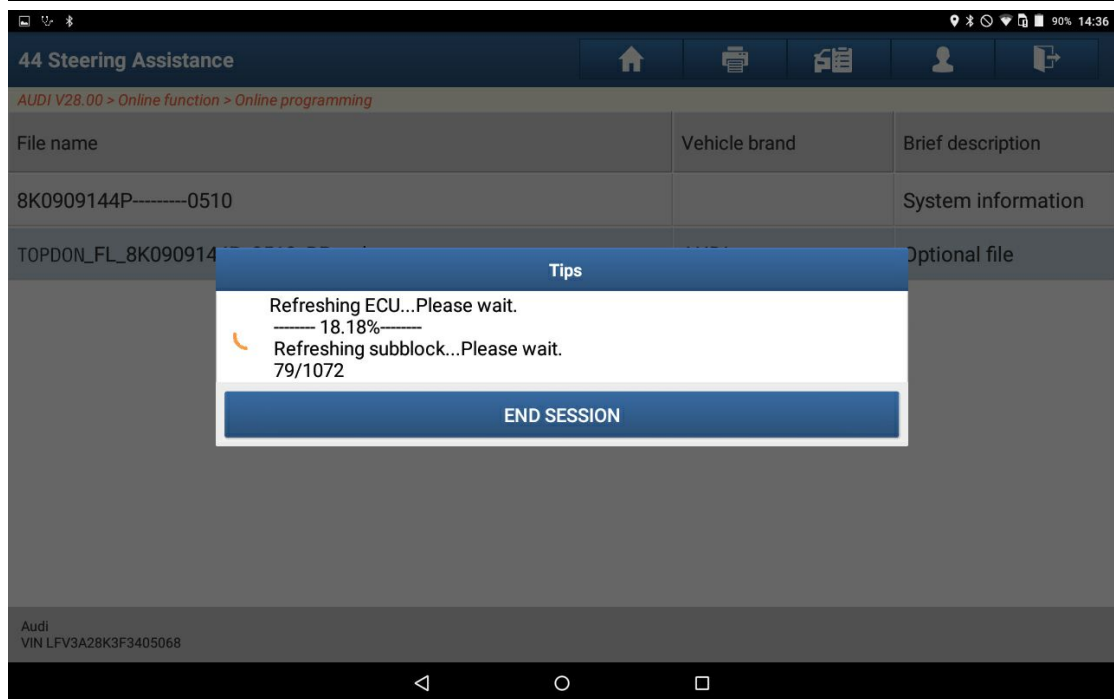 90% 14:36
44 Steering Assistance
AUDI V28.00 > Online function > Online programming
File name Vehicle brand Brief description
8K0909144P---------0510 System information
TOPDON_FL_8K090914 Optional file
Tips
Refreshing ECU...Please wait.
-------- 18.18%--------
Refreshing subblock...Please wait.
79/1072
END SESSION
Audi
VIN LFV3A28K3F3405068